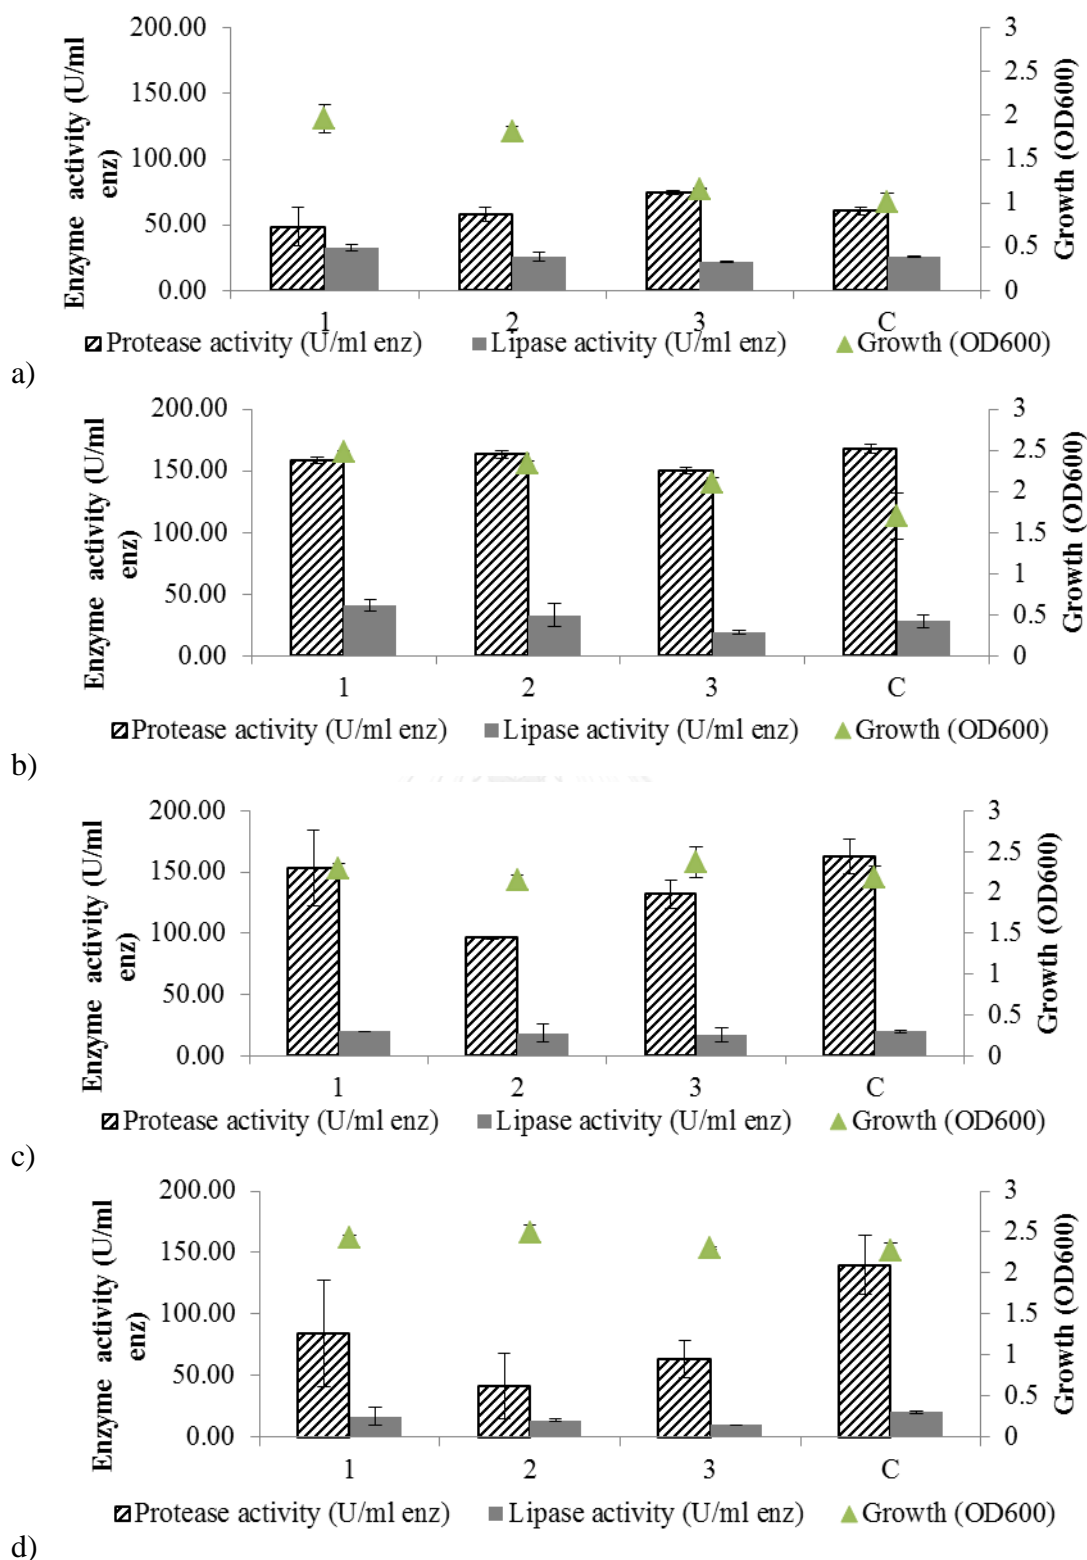 Enzyme activity (U/ml
enz)
200.00
150.00
100.00
50.00
0.00
3
2.5
2
1.5
1
0.5
0
Growth (OD600)
1 2 3 C
Protease activity (U/ml enz) Lipase activity (U/ml enz) Growth (OD600)
a)
Enzyme activity (U/ml
enz)
200.00
150.00
100.00
50.00
0.00
3
2.5
2
1.5
1
0.5
0
Growth (OD600)
1 2 3 C
Protease activity (U/ml enz) Lipase activity (U/ml enz) Growth (OD600)
b)
Enzyme activity (U/ml
enz)
200.00
150.00
100.00
50.00
0.00
3
2.5
2
1.5
1
0.5
0
Growth (OD600)
1 2 3 C
Protease activity (U/ml enz) Lipase activity (U/ml enz) Growth (OD600)
c)
Enzyme activity (U/ml
enz)
200.00
150.00
100.00
50.00
0.00
3
2.5
2
1.5
1
0.5
0
Growth (OD600)
1 2 3 C
Protease activity (U/ml enz) Lipase activity (U/ml enz) Growth (OD600)
d)